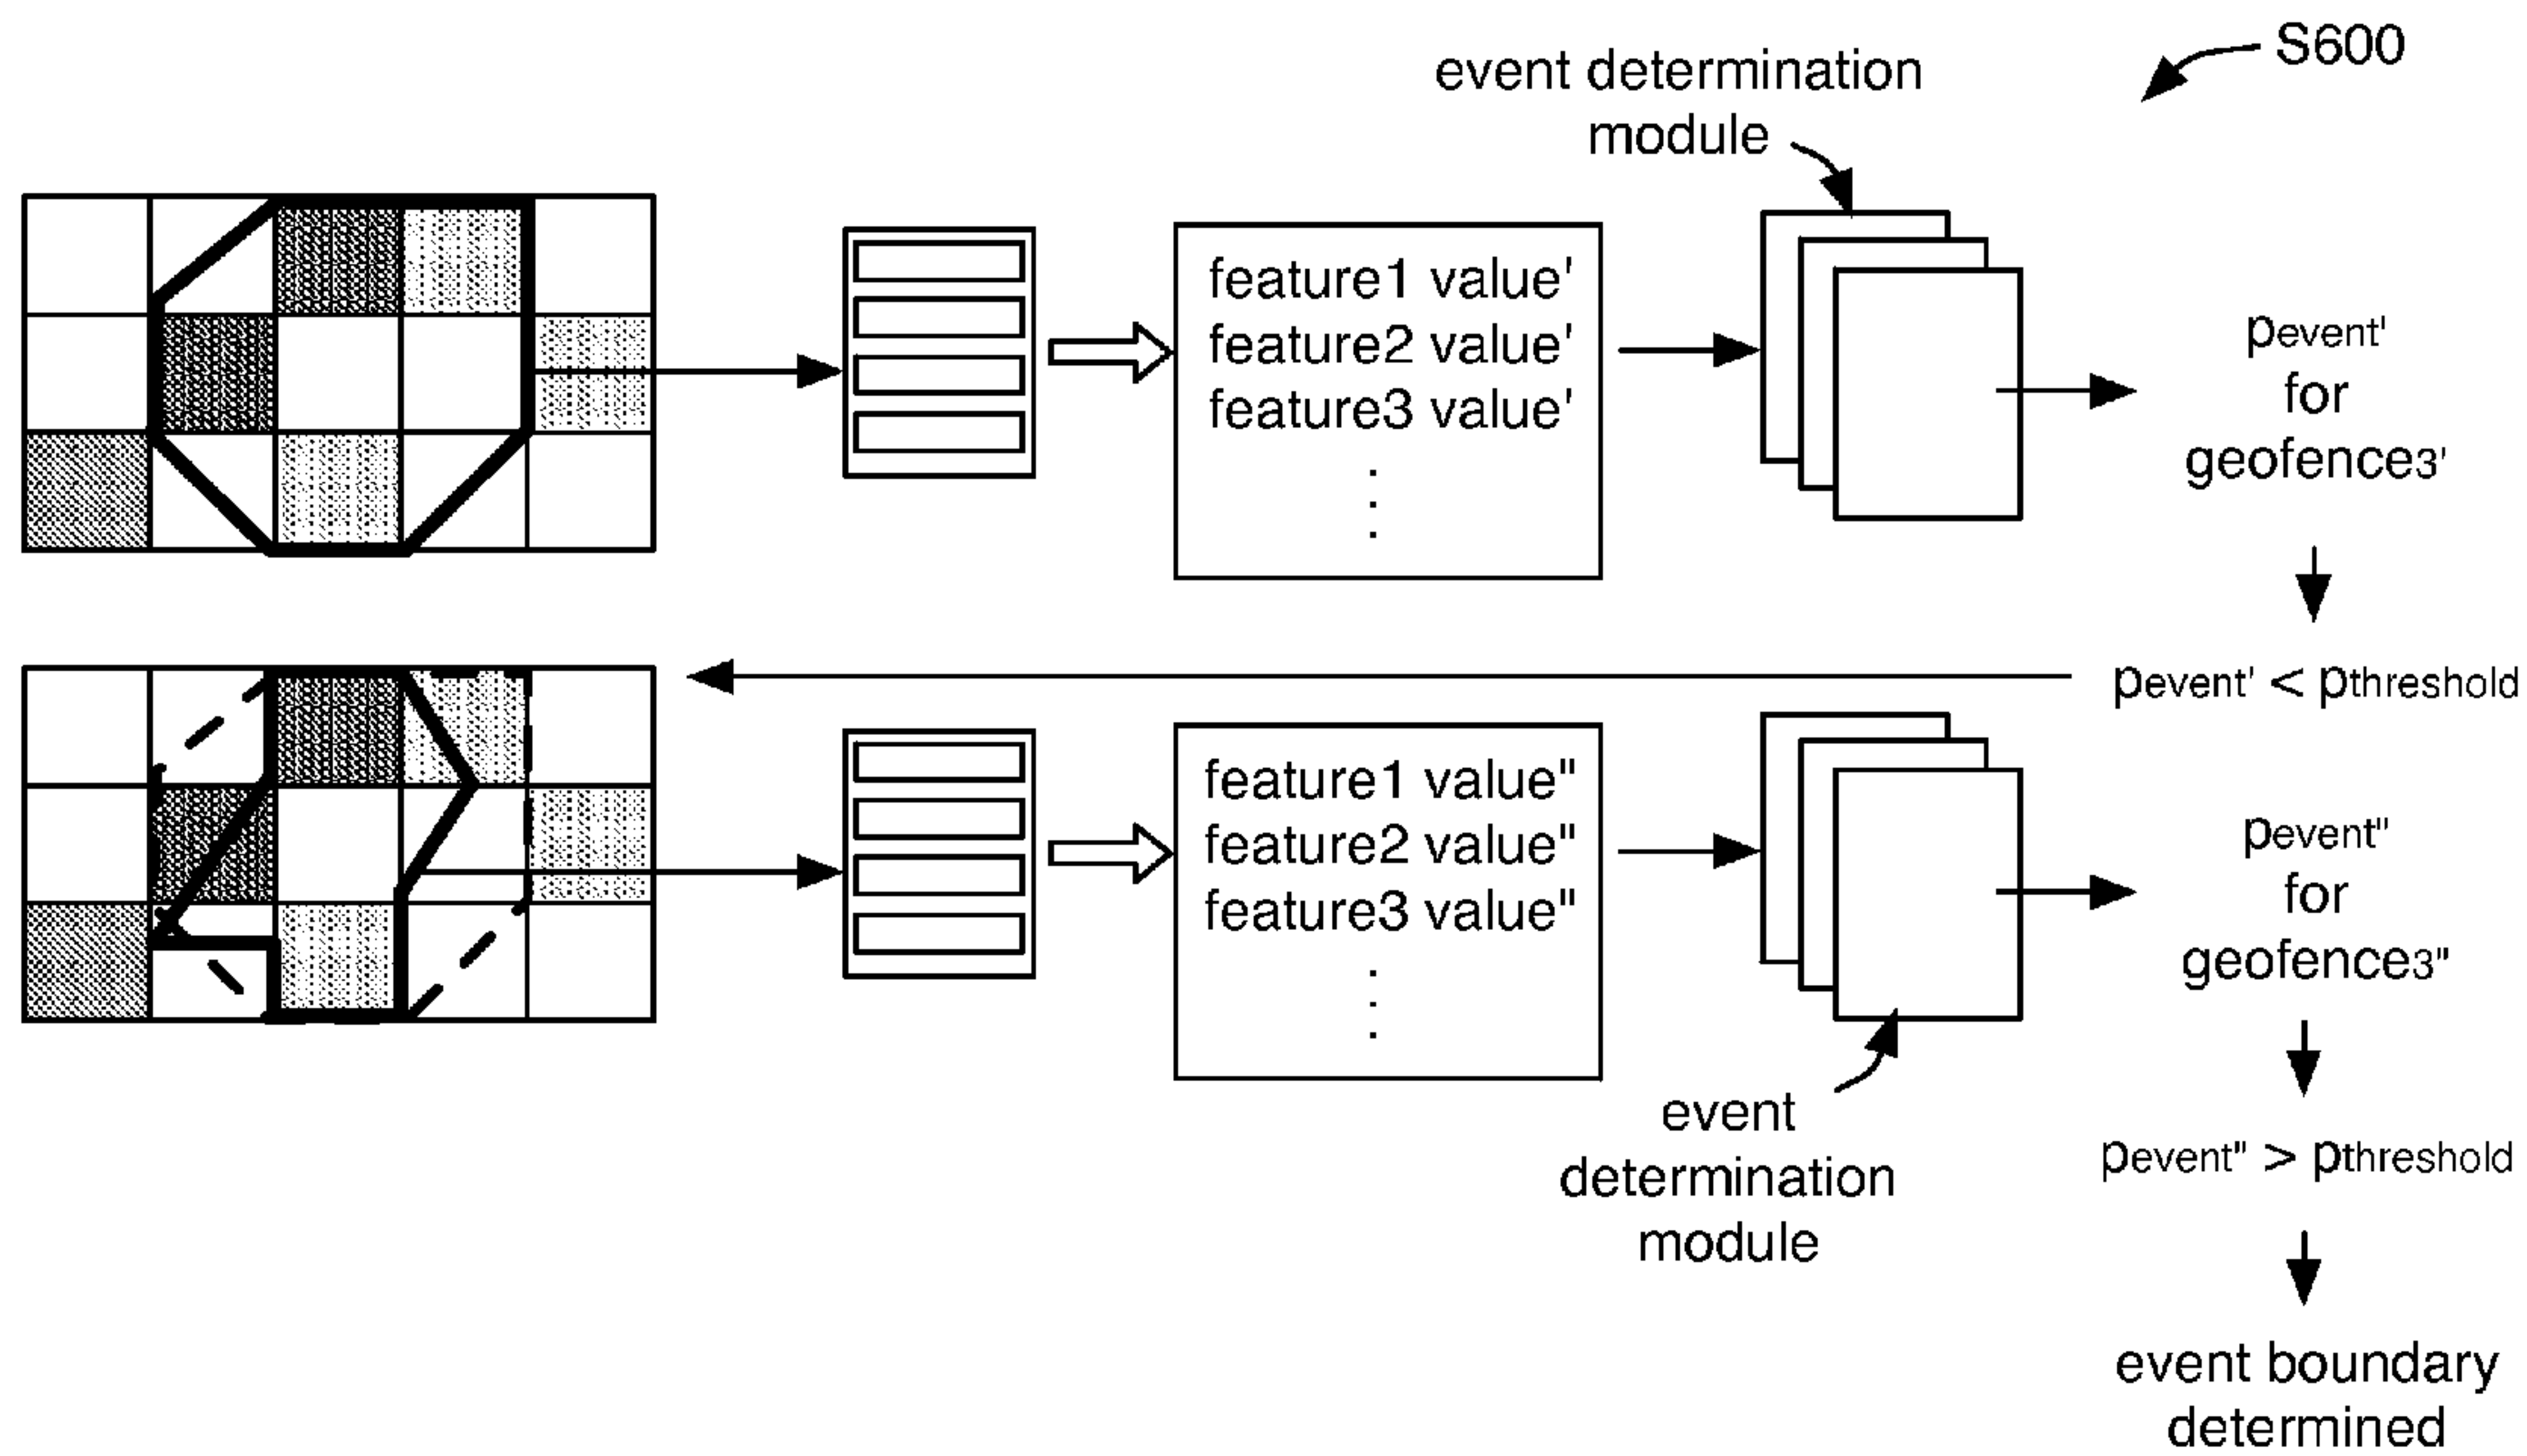 S600
event determination
module
feature1 value'
feature2 value'
feature3 value'
pevent'
for
geofence3'
pevent' < pthreshold
feature1 value"
feature2 value"
feature3 value"
pevent"
for
geofence3"
event
determination
module
pevent" > pthreshold
event boundary
determined